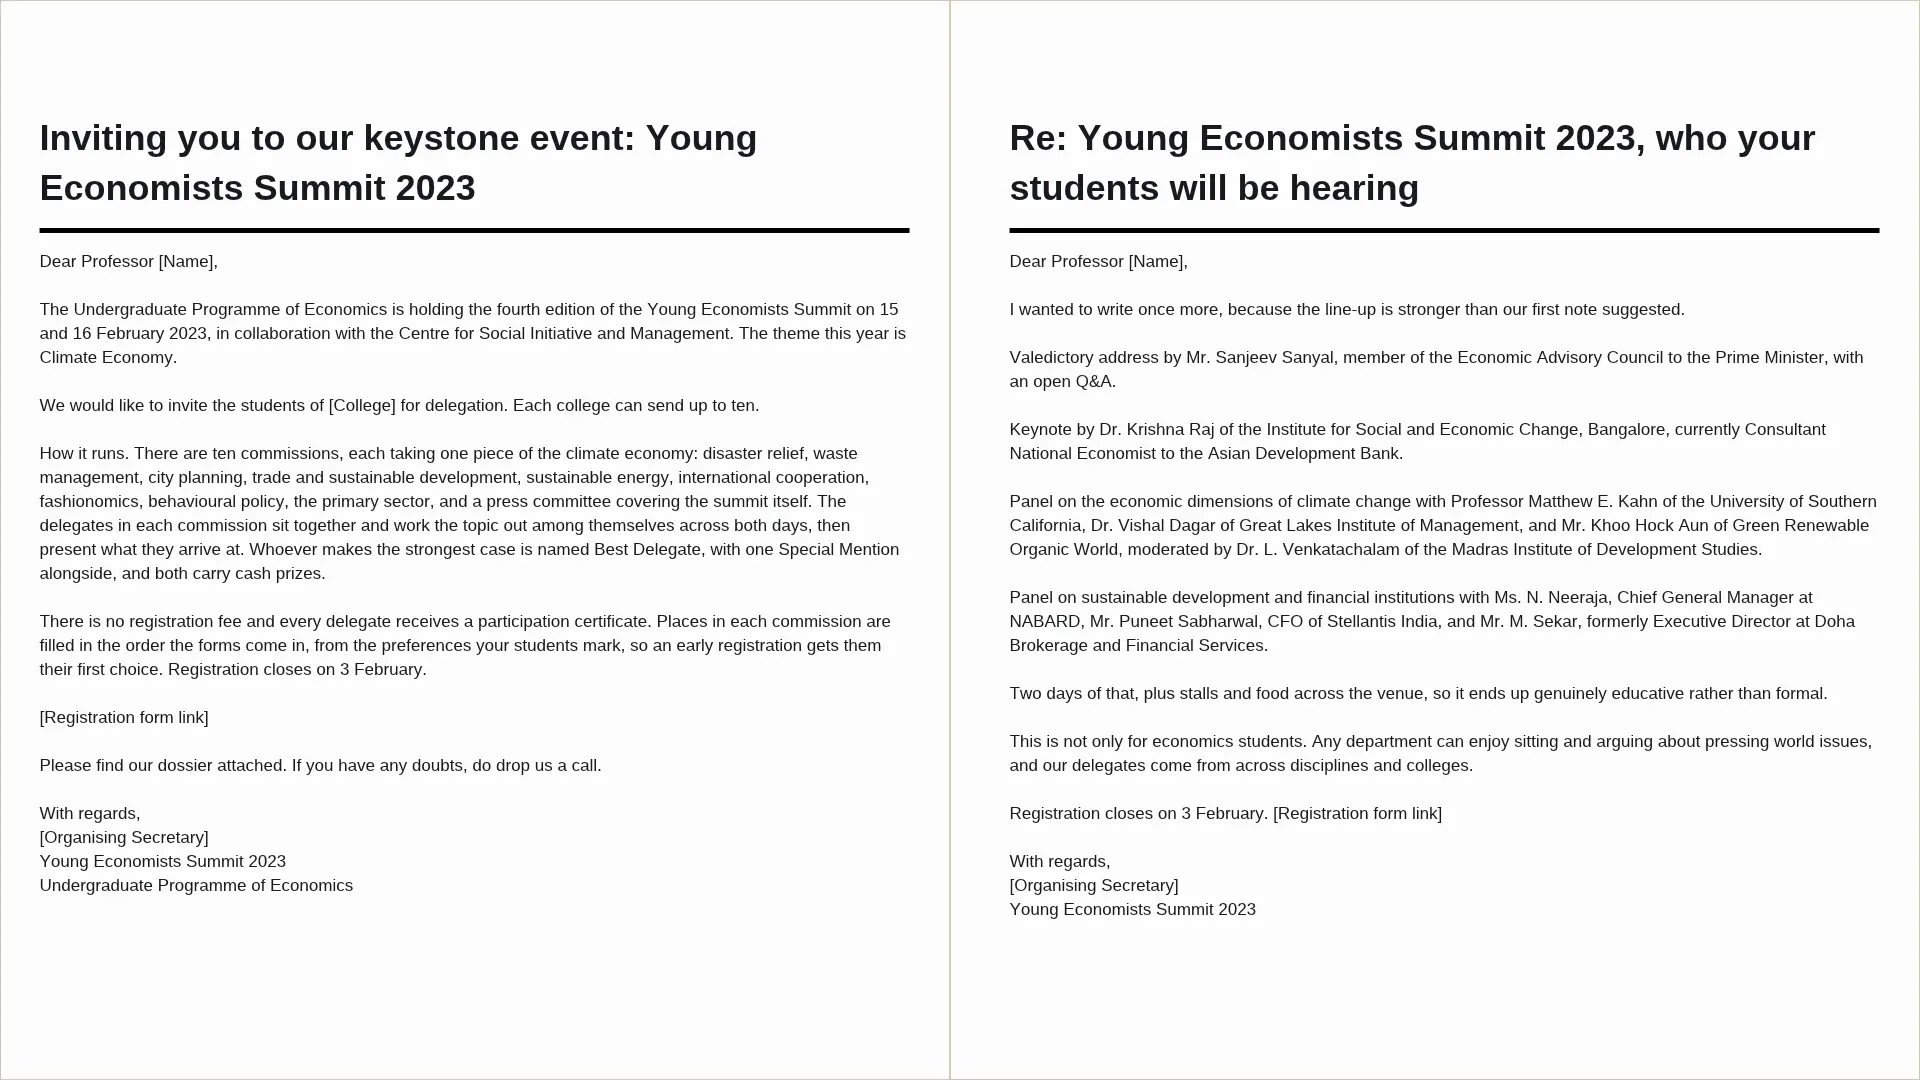 Inviting you to our keystone event: Young
Economists Summit 2023
Dear Professor [Name],
The Undergraduate Programme of Economics is holding the fourth edition of the Young Economists Summit on 15
and 16 February 2023, in collaboration with the Centre for Social Initiative and Management. The theme this year is
Climate Economy.
We would like to invite the students of [College] for delegation. Each college can send up to ten.
How it runs. There are ten commissions, each taking one piece of the climate economy: disaster relief, waste
management, city planning, trade and sustainable development, sustainable energy, international cooperation,
fashionomics, behavioural policy, the primary sector, and a press committee covering the summit itself. The
delegates in each commission sit together and work the topic out among themselves across both days, then
present what they arrive at. Whoever makes the strongest case is named Best Delegate, with one Special Mention
alongside, and both carry cash prizes.
There is no registration fee and every delegate receives a participation certificate. Places in each commission are
filled in the order the forms come in, from the preferences your students mark, so an early registration gets them
their first choice. Registration closes on 3 February.
[Registration form link]
Please find our dossier attached. If you have any doubts, do drop us a call.
With regards,
[Organising Secretary]
Young Economists Summit 2023
Undergraduate Programme of Economics
Re: Young Economists Summit 2023, who your
students will be hearing
Dear Professor [Name],
I wanted to write once more, because the line-up is stronger than our first note suggested.
Valedictory address by Mr. Sanjeev Sanyal, member of the Economic Advisory Council to the Prime Minister, with
an open Q&A.
Keynote by Dr. Krishna Raj of the Institute for Social and Economic Change, Bangalore, currently Consultant
National Economist to the Asian Development Bank.
Panel on the economic dimensions of climate change with Professor Matthew E. Kahn of the University of Southern
California, Dr. Vishal Dagar of Great Lakes Institute of Management, and Mr. Khoo Hock Aun of Green Renewable
Organic World, moderated by Dr. L. Venkatachalam of the Madras Institute of Development Studies.
Panel on sustainable development and financial institutions with Ms. N. Neeraja, Chief General Manager at
NABARD, Mr. Puneet Sabharwal, CFO of Stellantis India, and Mr. M. Sekar, formerly Executive Director at Doha
Brokerage and Financial Services.
Two days of that, plus stalls and food across the venue, so it ends up genuinely educative rather than formal.
This is not only for economics students. Any department can enjoy sitting and arguing about pressing world issues,
and our delegates come from across disciplines and colleges.
Registration closes on 3 February. [Registration form link]
With regards,
[Organising Secretary]
Young Economists Summit 2023